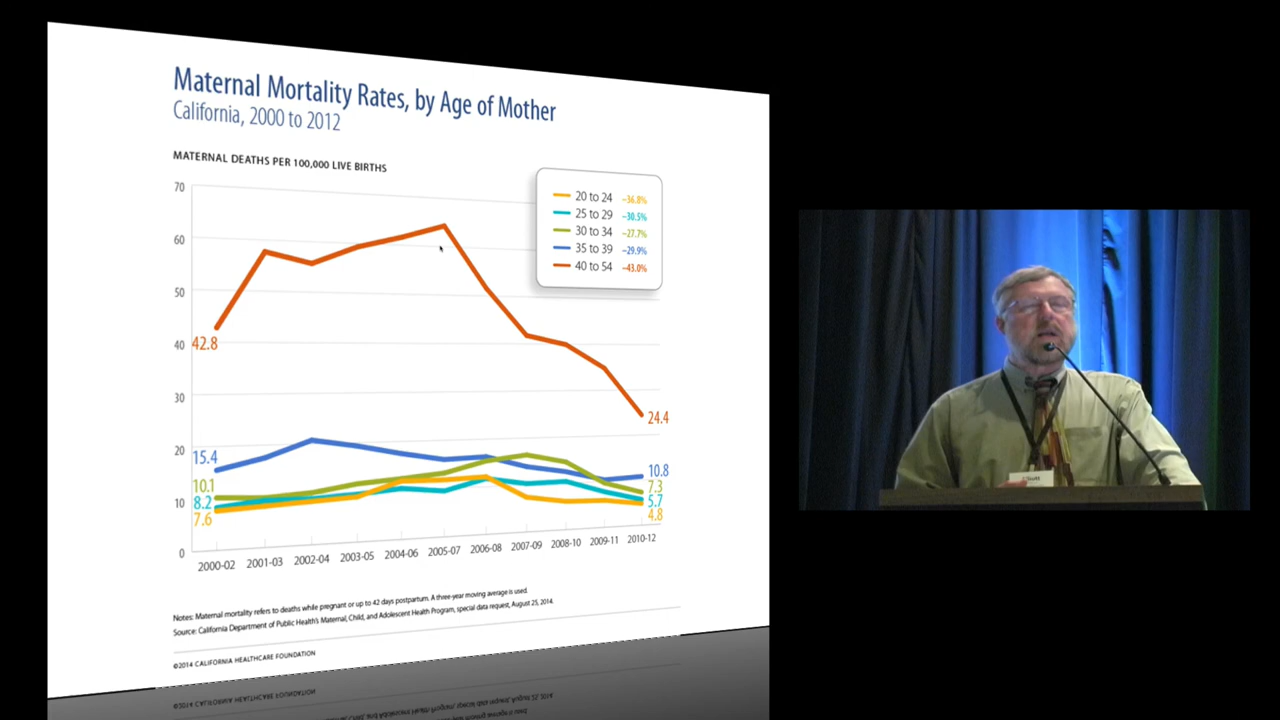 Maternal Mortality Rates, by Age of Mother
California, 2000 to 2012
MATERNAL DEATHS PER 100,000 LIVE BIRTHS
70
60
50
40
30
20
10
0
20 to 24 –36.8%
25 to 29 –30.5%
30 to 34 –27.7%
35 to 39 –29.9%
40 to 54 –43.0%
42.8
24.4
15.4
10.1
8.2
7.6
10.8
7.3
5.7
4.8
2000-02 2001-03 2002-04 2003-05 2004-06 2005-07 2006-08 2007-09 2008-10 2009-11 2010-12
Notes: Maternal mortality refers to deaths while pregnant or up to 42 days postpartum. A three-year moving average is used.
Source: California Department of Public Health's Maternal, Child, and Adolescent Health Program, special data request, August 25, 2014.
©2014 CALIFORNIA HEALTHCARE FOUNDATION